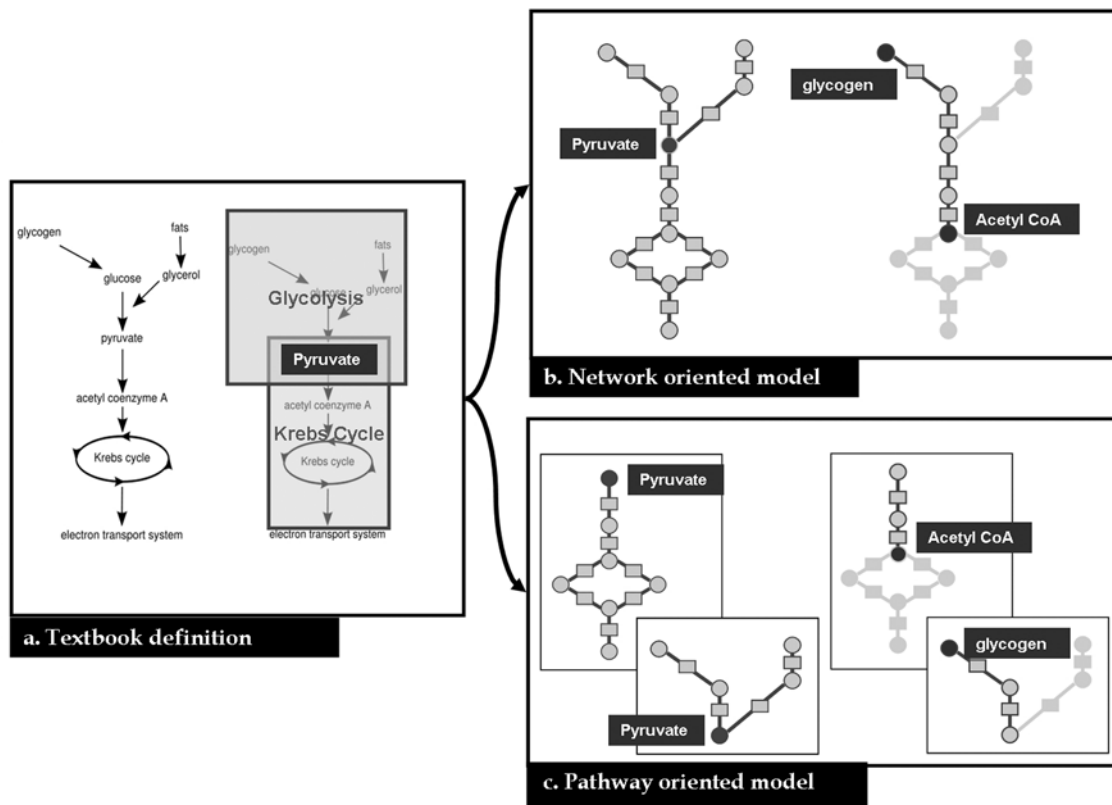 glycogen
fats
glucose
glycerol
pyruvate
acetyl coenzyme A
Krebs cycle
electron transport system
glycogen
fats
glucose
glycerol
Glycolysis
Pyruvate
acetyl coenzyme A
Krebs Cycle
Krebs cycle
electron transport system
a. Textbook definition
Pyruvate
glycogen
Acetyl CoA
b. Network oriented model
Pyruvate
Acetyl CoA
Pyruvate
glycogen
c. Pathway oriented model